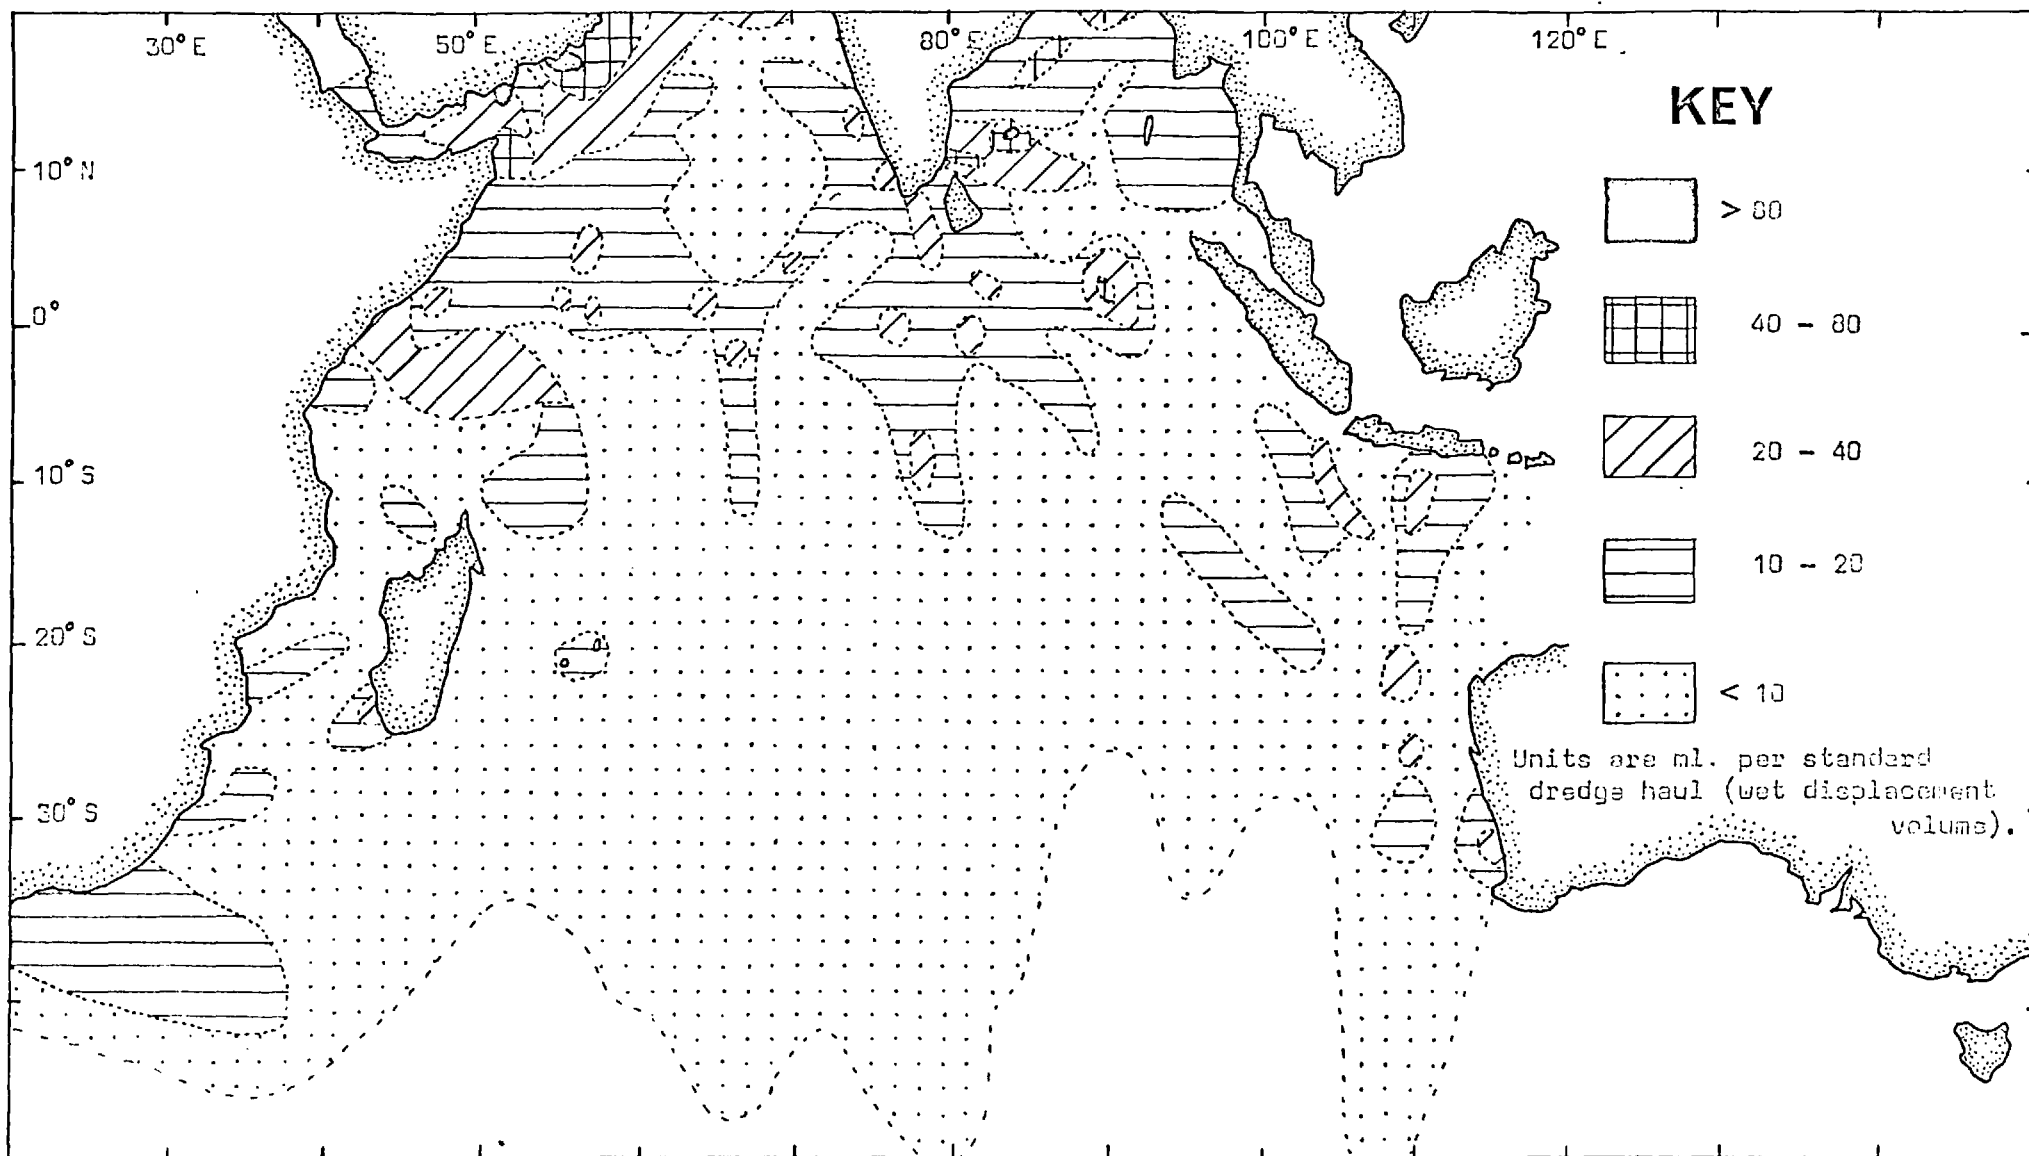 30°E 50°E 80°E 100°E 120°E
KEY
10°N
> 80
0°
40 - 80
20 - 40
10°S
10 - 20
20°S
< 10
Units are ml. per standard
dredge haul (wet displacement
volume).
30°S